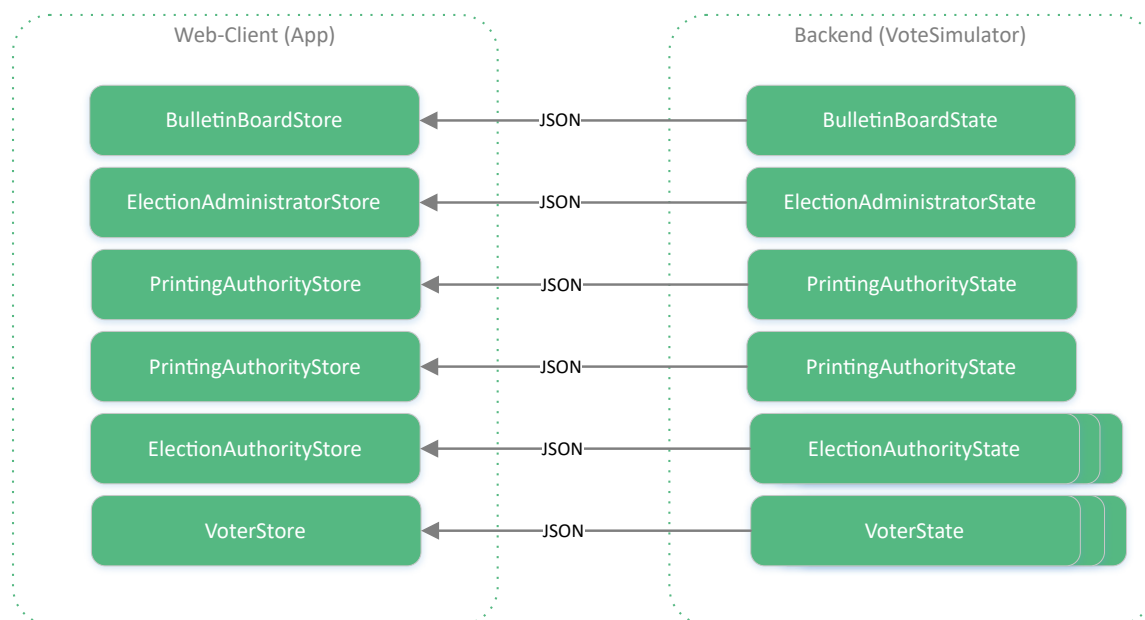 Web-Client (App)
Backend (VoteSimulator)
BulletinBoardStore
JSON
BulletinBoardState
ElectionAdministratorStore
JSON
ElectionAdministratorState
PrintingAuthorityStore
JSON
PrintingAuthorityState
PrintingAuthorityStore
JSON
PrintingAuthorityState
ElectionAuthorityStore
JSON
ElectionAuthorityState
VoterStore
JSON
VoterState